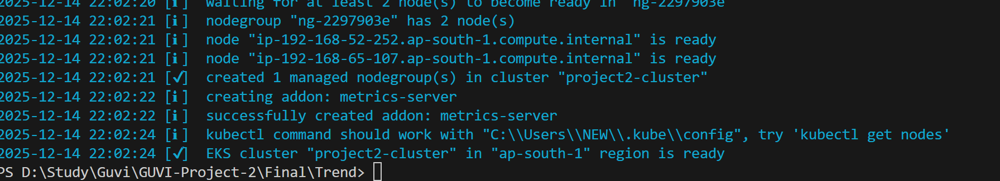 2025-12-14 22:02:20 [ℹ]  waiting for at least 2 node(s) to become ready in "ng-2297903e"
2025-12-14 22:02:21 [ℹ]  nodegroup "ng-2297903e" has 2 node(s)
2025-12-14 22:02:21 [ℹ]  node "ip-192-168-52-252.ap-south-1.compute.internal" is ready
2025-12-14 22:02:21 [ℹ]  node "ip-192-168-65-107.ap-south-1.compute.internal" is ready
2025-12-14 22:02:21 [✓]  created 1 managed nodegroup(s) in cluster "project2-cluster"
2025-12-14 22:02:22 [ℹ]  creating addon: metrics-server
2025-12-14 22:02:22 [ℹ]  successfully created addon: metrics-server
2025-12-14 22:02:24 [ℹ]  kubectl command should work with "C:\\Users\\NEW\\.kube\\config", try 'kubectl get nodes'
2025-12-14 22:02:24 [✓]  EKS cluster "project2-cluster" in "ap-south-1" region is ready
PS D:\Study\Guvi\GUVI-Project-2\Final\Trend>